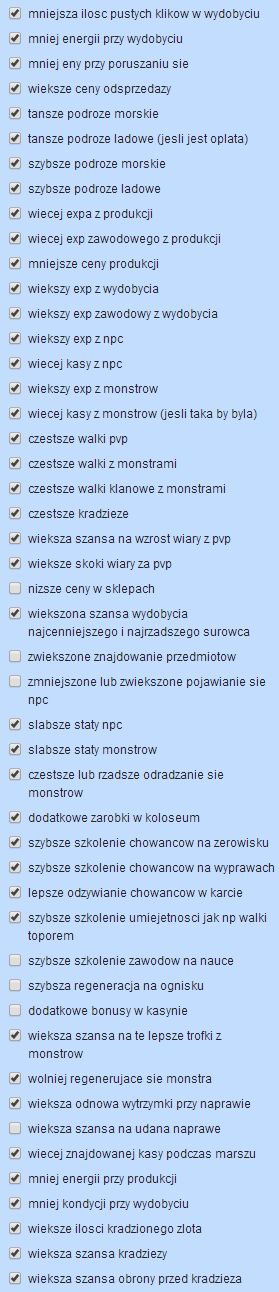 mniejsza ilosc pustych klikow w wydobyciu
mniej energii przy wydobyciu
mniej eny przy poruszaniu sie
wieksze ceny odsprzedazy
tansze podroze morskie
tansze podroze ladowe (jesli jest oplata)
szybsze podroze morskie
szybsze podroze ladowe
wiecej expa z produkcji
wiecej exp zawodowego z produkcji
mniejsze ceny produkcji
wiekszy exp z wydobycia
wiekszy exp zawodowy z wydobycia
wiekszy exp z npc
wiecej kasy z npc
wiekszy exp z monstrow
wiecej kasy z monstrow (jesli taka by byla)
czestsze walki pvp
czestsze walki z monstrami
czestsze walki klanowe z monstrami
czestsze kradzieze
wieksza szansa na wzrost wiary z pvp
wieksze skoki wiary za pvp
nizsze ceny w sklepach
wiekszona szansa wydobycia
najcenniejszego i najrzadszego surowca
zwiekszone znajdowanie przedmiotow
zmniejszone lub zwiekszone pojawianie sie
npc
slabsze staty npc
slabsze staty monstrow
czestsze lub rzadsze odradzanie sie
monstrow
dodatkowe zarobki w koloseum
szybsze szkolenie chowancow na zerowisku
szybsze szkolenie chowancow na wyprawach
lepsze odzywianie chowancow w karcie
szybsze szkolenie umiejetnosci jak np walki
toporem
szybsze szkolenie zawodow na nauce
szybsza regeneracja na ognisku
dodatkowe bonusy w kasynie
wieksza szansa na te lepsze trofki z
monstrow
wolniej regenerujace sie monstra
wieksza odnowa wytrzymki przy naprawie
wieksza szansa na udana naprawe
wiecej znajdowanej kasy podczas marszu
mniej energii przy produkcji
mniej kondycji przy wydobyciu
wieksze ilosci kradzionego zlota
wieksza szansa kradziezy
wieksza szansa obrony przed kradzieza